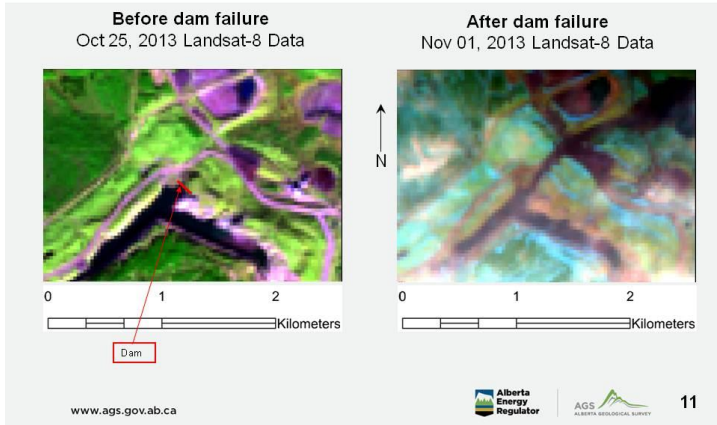 Before dam failure
Oct 25, 2013 Landsat-8 Data
After dam failure
Nov 01, 2013 Landsat-8 Data
N
0 1 2
Kilometers
0 1 2
Kilometers
Dam
www.ags.gov.ab.ca
Alberta
Energy
Regulator
AGS
ALBERTA GEOLOGICAL SURVEY
11